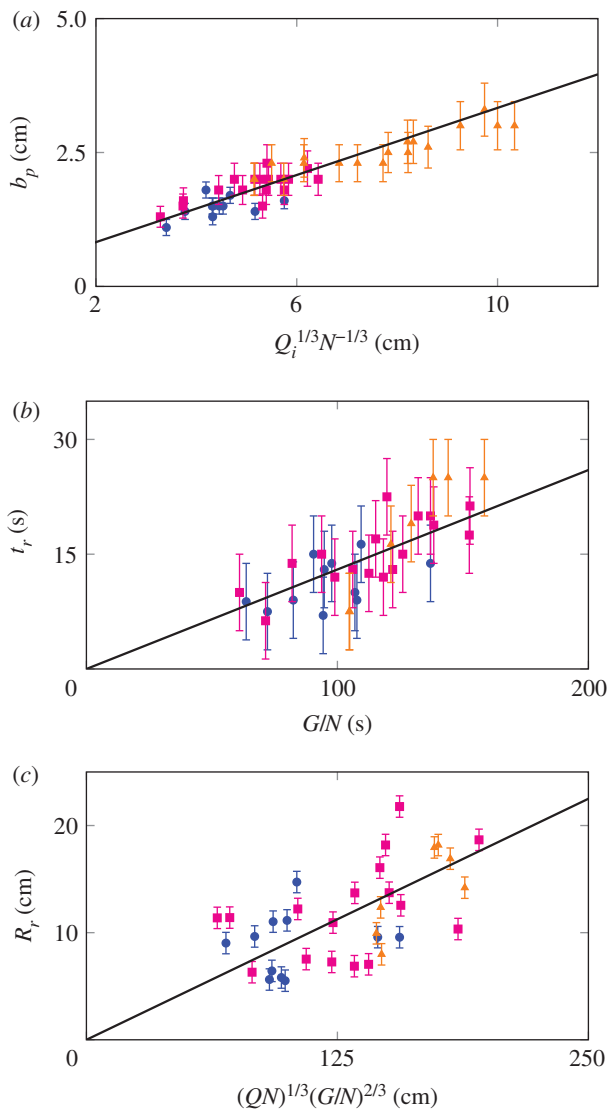 (a)
5.0
2.5
0
b_p (cm)
2 6 10
Q_i^{1/3}N^{−1/3} (cm)
(b)
30
15
0
t_r (s)
100 200
G/N (s)
(c)
20
10
0
R_r (cm)
125 250
(QN)^{1/3}(G/N)^{2/3} (cm)